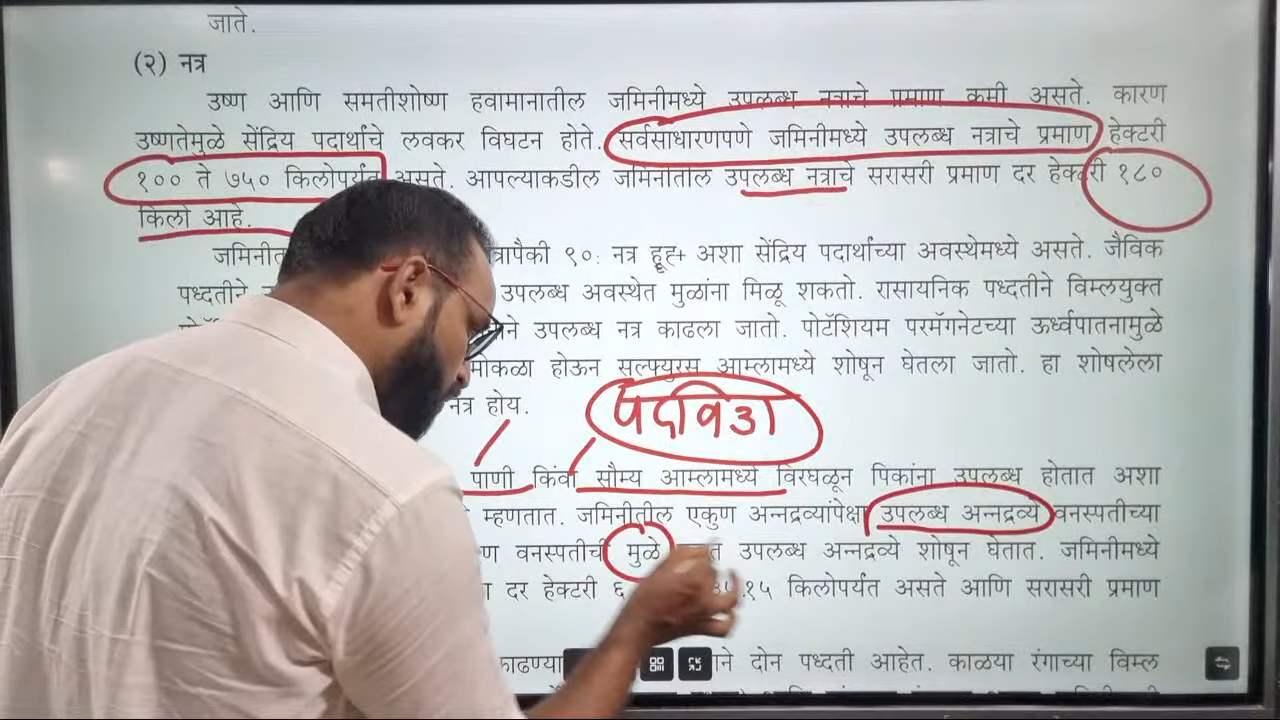 जाते.
(२) नत्र
उष्ण आणि समतीशोष्ण हवामानातील जमिनीमध्ये उपलब्ध नत्राचे प्रमाण कमी असते. कारण
उष्णतेमुळे सेंद्रिय पदार्थांचे लवकर विघटन होते. सर्वसाधारणपणे जमिनीमध्ये उपलब्ध नत्राचे प्रमाण हेक्टरी
१०० ते ७५० किलोपर्यंत असते. आपल्याकडील जमिनीतील उपलब्ध नत्राचे सरासरी प्रमाण दर हेक्टरी १८०
किलो आहे.
९०: नत्र अशा सेंद्रिय पदार्थांच्या अवस्थेमध्ये असते. जैविक
पध्दतीने उपलब्ध अवस्थेत मुळांना मिळू शकतो. रासायनिक पध्दतीने विम्लयुक्त
उपलब्ध नत्र काढला जातो. पोटॅशियम परमॅगनेटच्या ऊर्ध्वपातनामुळे
मोकळा होऊन सल्फ्युरस आम्लामध्ये शोषून घेतला जातो. हा शोषलेला
नत्र होय.
पदविज्ञा
पाणी किंवा सौम्य आम्लामध्ये विरघळून पिकांना उपलब्ध होतात अशा
म्हणतात. जमिनीतील एकुण अन्नद्रव्यांपेक्षा उपलब्ध अन्नद्रव्ये वनस्पतीच्या
वनस्पतीची मुळे उपलब्ध अन्नद्रव्ये शोषून घेतात. जमिनीमध्ये
दर हेक्टरी किलोपर्यंत असते आणि सरासरी प्रमाण
दोन पध्दती आहेत. काळया रंगाच्या विम्ल